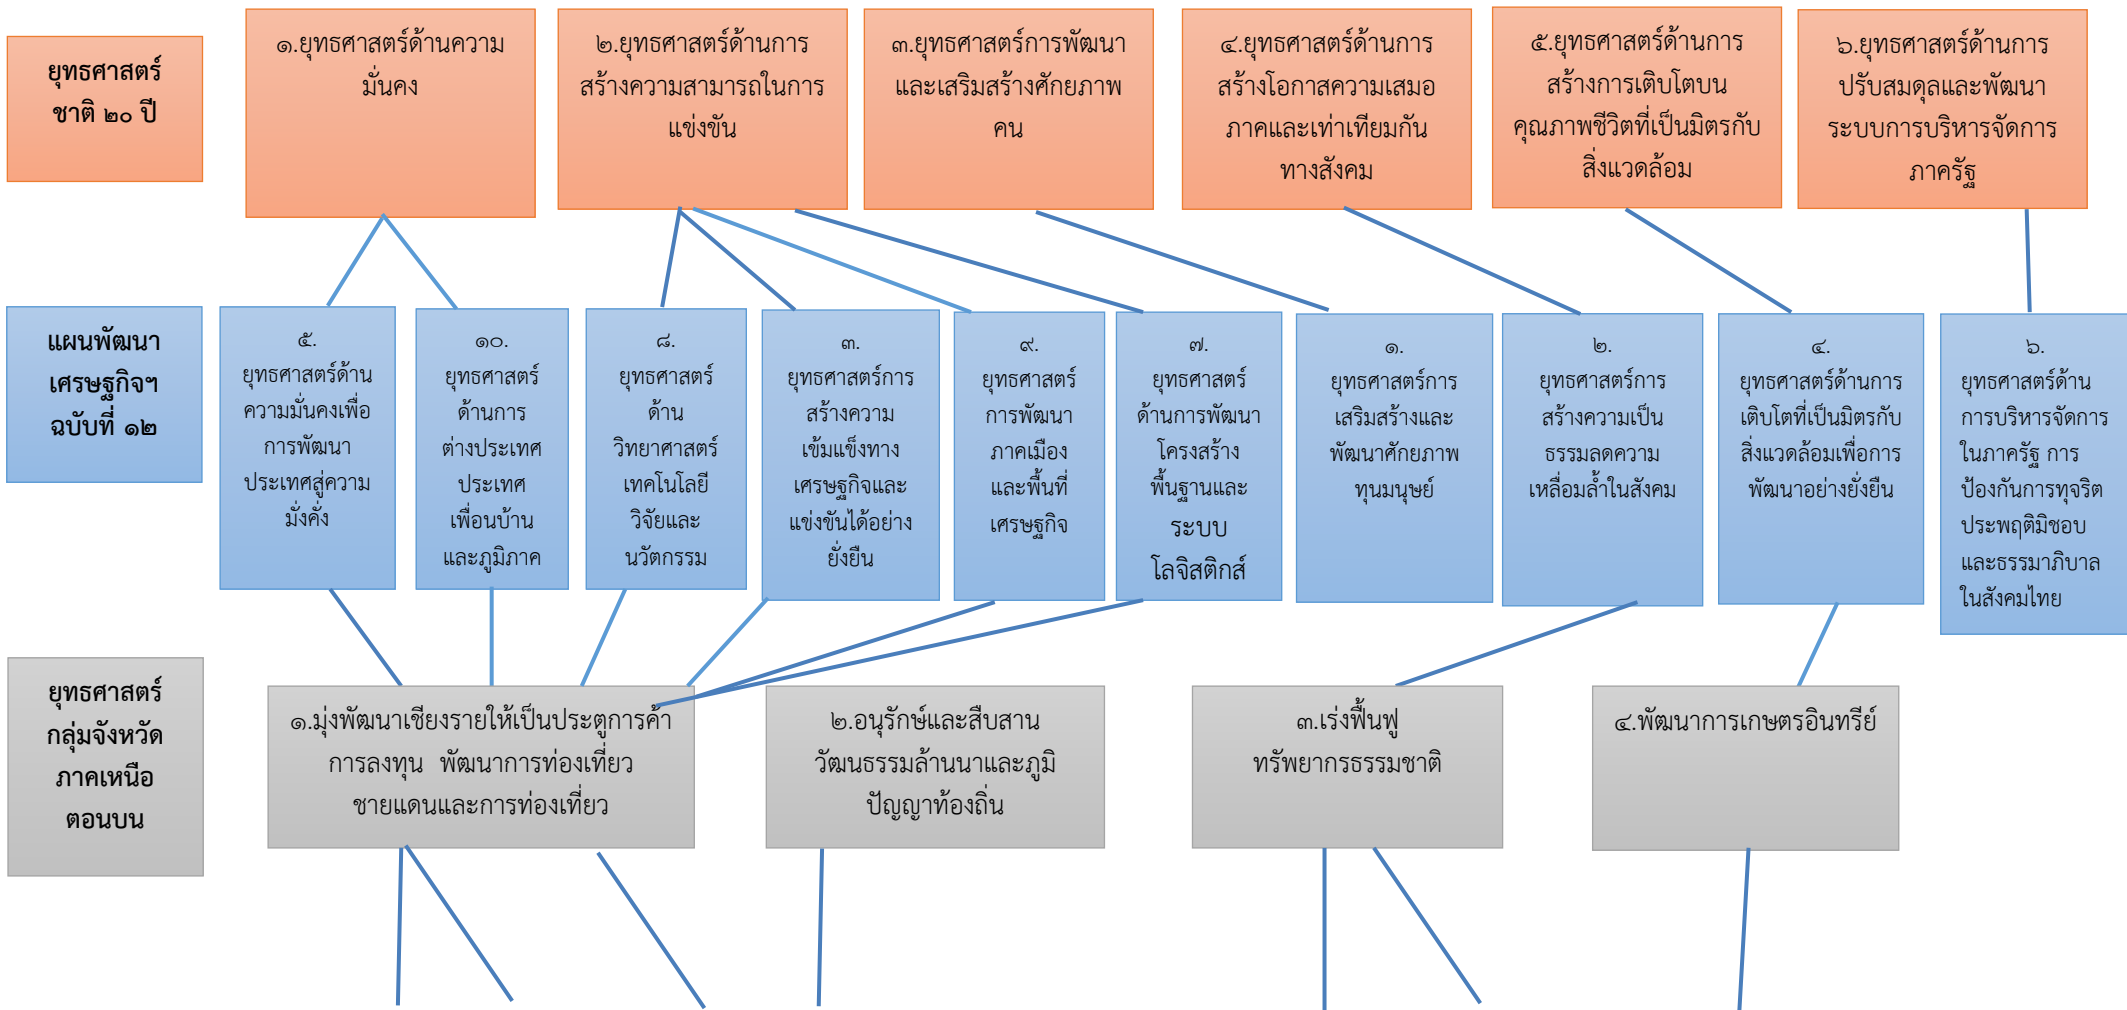 ยุทธศาสตร์
ชาติ ๒๐ ปี
๑.ยุทธศาสตร์ด้านความ
มั่นคง
๒.ยุทธศาสตร์ด้านการ
สร้างความสามารถในการ
แข่งขัน
๓.ยุทธศาสตร์การพัฒนา
และเสริมสร้างศักยภาพ
คน
๔.ยุทธศาสตร์ด้านการ
สร้างโอกาสความเสมอ
ภาคและเท่าเทียมกัน
ทางสังคม
๕.ยุทธศาสตร์ด้านการ
สร้างการเติบโตบน
คุณภาพชีวิตที่เป็นมิตรกับ
สิ่งแวดล้อม
๖.ยุทธศาสตร์ด้านการ
ปรับสมดุลและพัฒนา
ระบบการบริหารจัดการ
ภาครัฐ
แผนพัฒนา
เศรษฐกิจฯ
ฉบับที่ ๑๒
๕.
ยุทธศาสตร์ด้าน
ความมั่นคงเพื่อ
การพัฒนา
ประเทศสู่ความ
มั่งคั่ง
๑๐.
ยุทธศาสตร์
ด้านการ
ต่างประเทศ
ประเทศ
เพื่อนบ้าน
และภูมิภาค
๘.
ยุทธศาสตร์
ด้าน
วิทยาศาสตร์
เทคโนโลยี
วิจัยและ
นวัตกรรม
๓.
ยุทธศาสตร์การ
สร้างความ
เข้มแข็งทาง
เศรษฐกิจและ
แข่งขันได้อย่าง
ยั่งยืน
๙.
ยุทธศาสตร์
การพัฒนา
ภาคเมือง
และพื้นที่
เศรษฐกิจ
๗.
ยุทธศาสตร์
ด้านการพัฒนา
โครงสร้าง
พื้นฐานและ
ระบบ
โลจิสติกส์
๑.
ยุทธศาสตร์การ
เสริมสร้างและ
พัฒนาศักยภาพ
ทุนมนุษย์
๒.
ยุทธศาสตร์การ
สร้างความเป็น
ธรรมลดความ
เหลื่อมล้ำในสังคม
๔.
ยุทธศาสตร์ด้านการ
เติบโตที่เป็นมิตรกับ
สิ่งแวดล้อมเพื่อการ
พัฒนาอย่างยั่งยืน
๖.
ยุทธศาสตร์ด้าน
การบริหารจัดการ
ในภาครัฐ การ
ป้องกันการทุจริต
ประพฤติมิชอบ
และธรรมาภิบาล
ในสังคมไทย
ยุทธศาสตร์
กลุ่มจังหวัด
ภาคเหนือ
ตอนบน
๑.มุ่งพัฒนาเชียงรายให้เป็นประตูการค้า
การลงทุน พัฒนาการท่องเที่ยว
ชายแดนและการท่องเที่ยว
๒.อนุรักษ์และสืบสาน
วัฒนธรรมล้านนาและภูมิ
ปัญญาท้องถิ่น
๓.เร่งฟื้นฟู
ทรัพยากรธรรมชาติ
๔.พัฒนาการเกษตรอินทรีย์